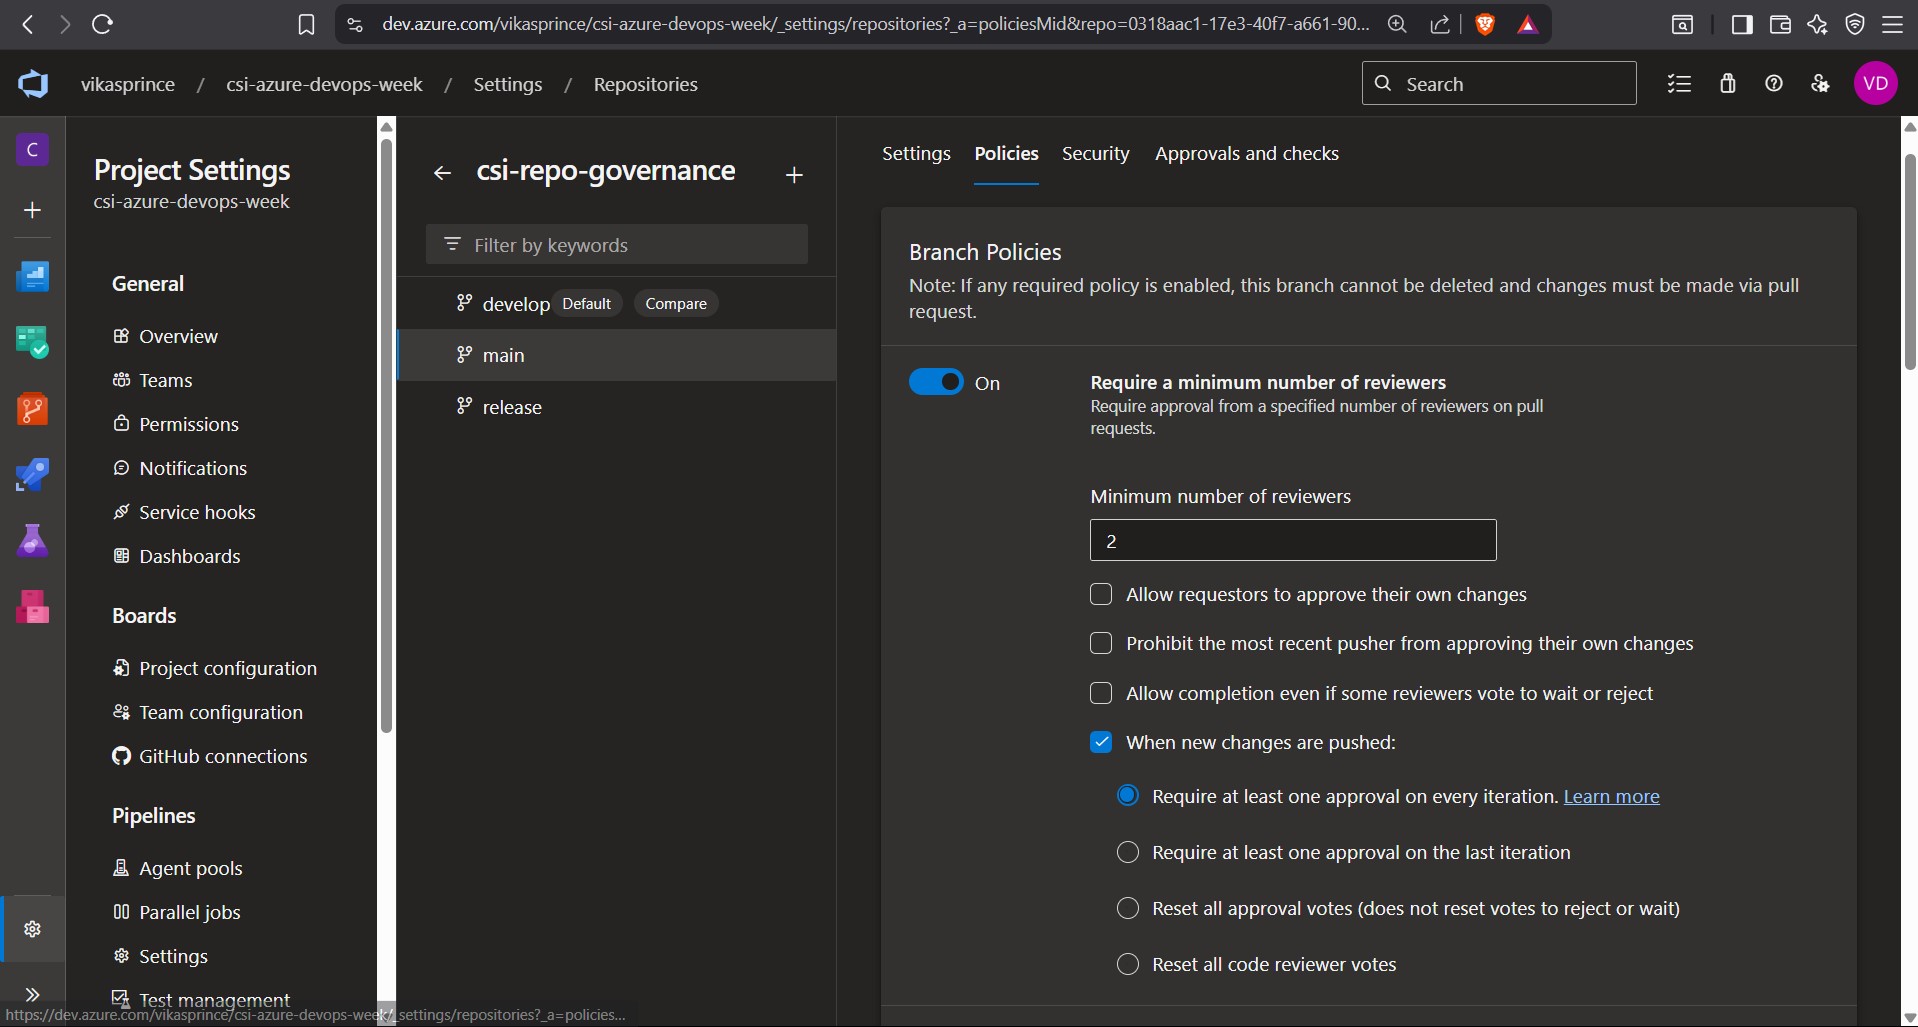 dev.azure.com/vikasprince/csi-azure-devops-week/_settings/repositories?_a=policiesMid&repo=0318aac1-17e3-40f7-a661-90...
vikasprince / csi-azure-devops-week / Settings / Repositories
Search
VD
C
Project Settings
csi-azure-devops-week
General
Overview
Teams
Permissions
Notifications
Service hooks
Dashboards
Boards
Project configuration
Team configuration
GitHub connections
Pipelines
Agent pools
Parallel jobs
Settings
Test management
https://dev.azure.com/vikasprince/csi-azure-devops-week/_settings/repositories?_a=policies...
csi-repo-governance
Filter by keywords
develop Default Compare
main
release
Settings Policies Security Approvals and checks
Branch Policies
Note: If any required policy is enabled, this branch cannot be deleted and changes must be made via pull
request.
On
Require a minimum number of reviewers
Require approval from a specified number of reviewers on pull
requests.
Minimum number of reviewers
2
Allow requestors to approve their own changes
Prohibit the most recent pusher from approving their own changes
Allow completion even if some reviewers vote to wait or reject
When new changes are pushed:
Require at least one approval on every iteration. Learn more
Require at least one approval on the last iteration
Reset all approval votes (does not reset votes to reject or wait)
Reset all code reviewer votes